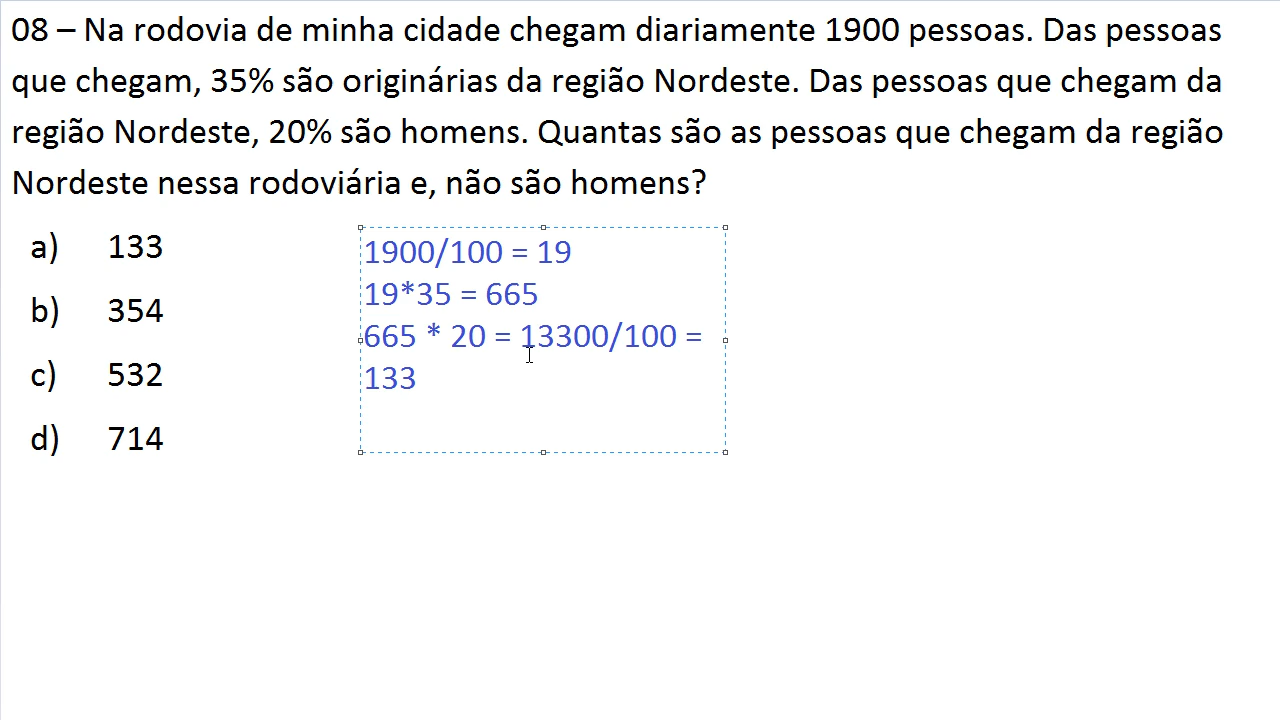 08 – Na rodovia de minha cidade chegam diariamente 1900 pessoas. Das pessoas
que chegam, 35% são originárias da região Nordeste. Das pessoas que chegam da
região Nordeste, 20% são homens. Quantas são as pessoas que chegam da região
Nordeste nessa rodoviária e, não são homens?
a) 133
b) 354
c) 532
d) 714
1900/100 = 19
19*35 = 665
665 * 20 = 13300/100 =
133